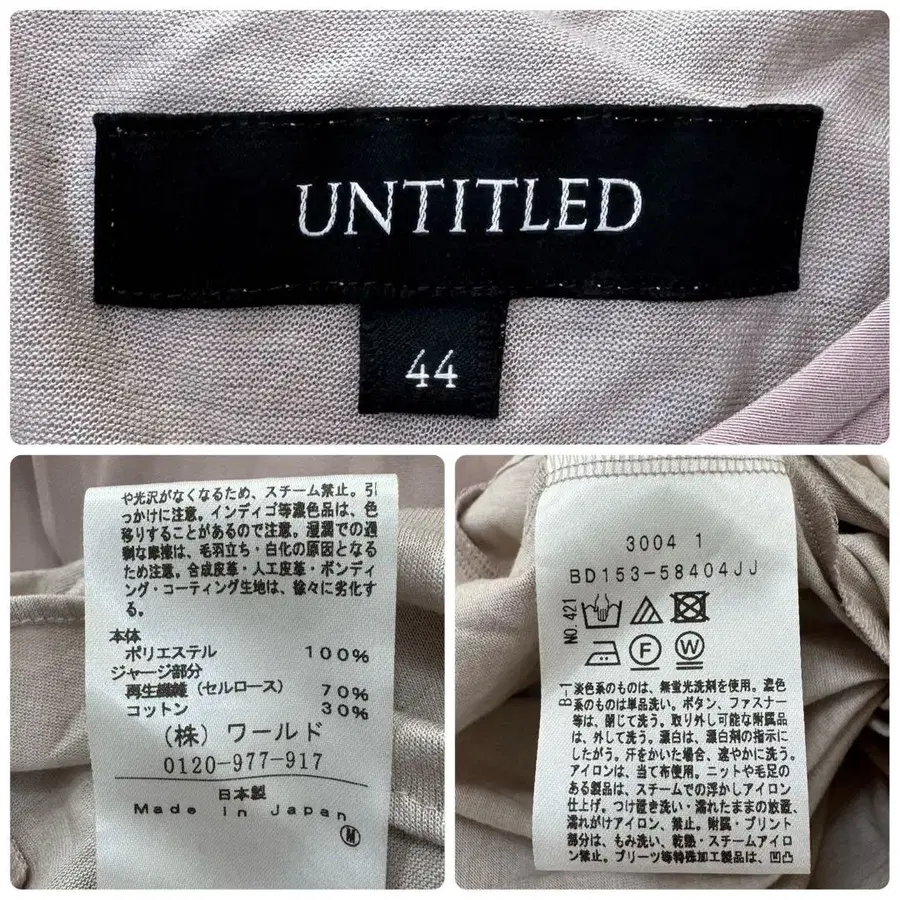 UNTITLED
44
や光沢がなくなるため、スチーム禁止。引
っかけに注意。インディゴ等濃色品は、色
移りすることがあるので注意。湿潤での過
剰な摩擦は、毛羽立ち・白化の原因となる
ため注意。合成皮革・人工皮革・ボンディ
ング・コーティング生地は、徐々に劣化す
る。
本体
ポリエステル 100%
ジャージ部分
再生繊維（セルロース） 70%
コットン 30%
（株）ワールド
0120-977-917
日本製
Made in Japan
M
3004 1
BD153-58404JJ
NO.421
F
W
B-1
淡色系のものは、無蛍光洗剤を使用。濃色
系のものは単品洗い。ボタン、ファスナー
等は、閉じて洗う。取り外し可能な附属品
は、外して洗う。漂白は、漂白剤の指示に
したがう。汗をかいた場合、速やかに洗う。
アイロンは、当て布使用。ニットや毛足の
ある製品は、スチームでの浮かしアイロン
仕上げ。つけ置き洗い・濡れたままの放置、
濡れがけアイロン、禁止。附属・プリント
部分は、もみ洗い、乾熱・スチームアイロ
ン禁止。プリーツ等特殊加工製品は、凹凸